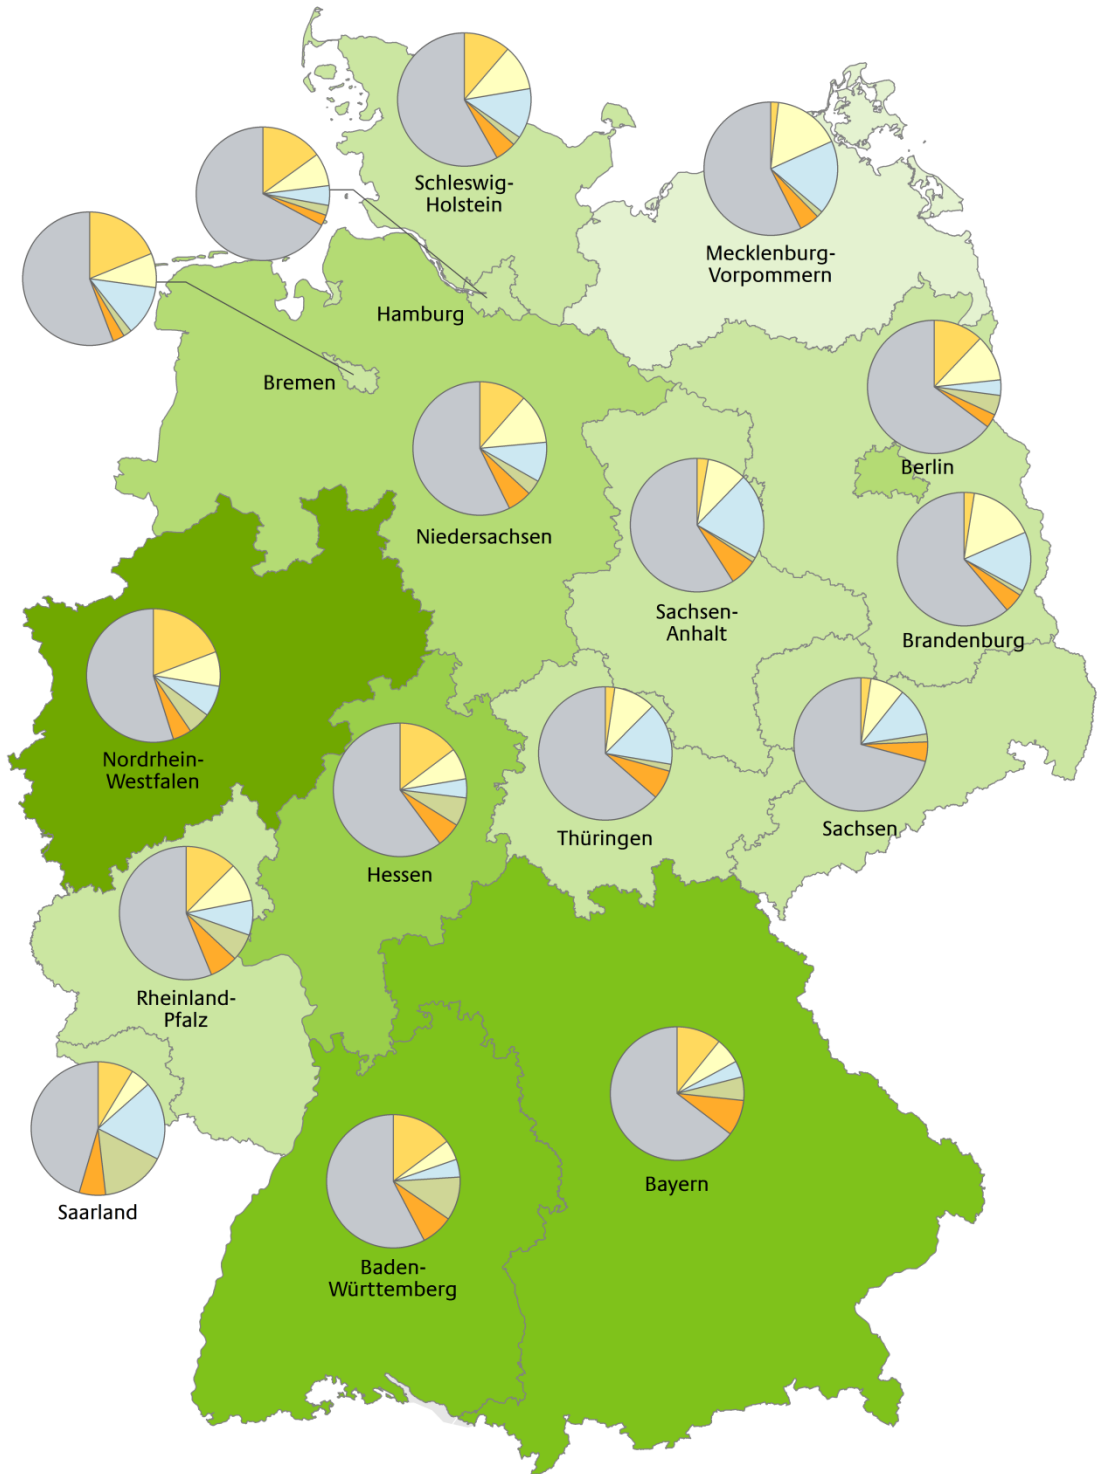 Schleswig-
Holstein
Mecklenburg-
Vorpommern
Hamburg
Bremen
Berlin
Niedersachsen
Sachsen-
Anhalt
Brandenburg
Nordrhein-
Westfalen
Thüringen
Sachsen
Hessen
Rheinland-
Pfalz
Bayern
Saarland
Baden-
Württemberg